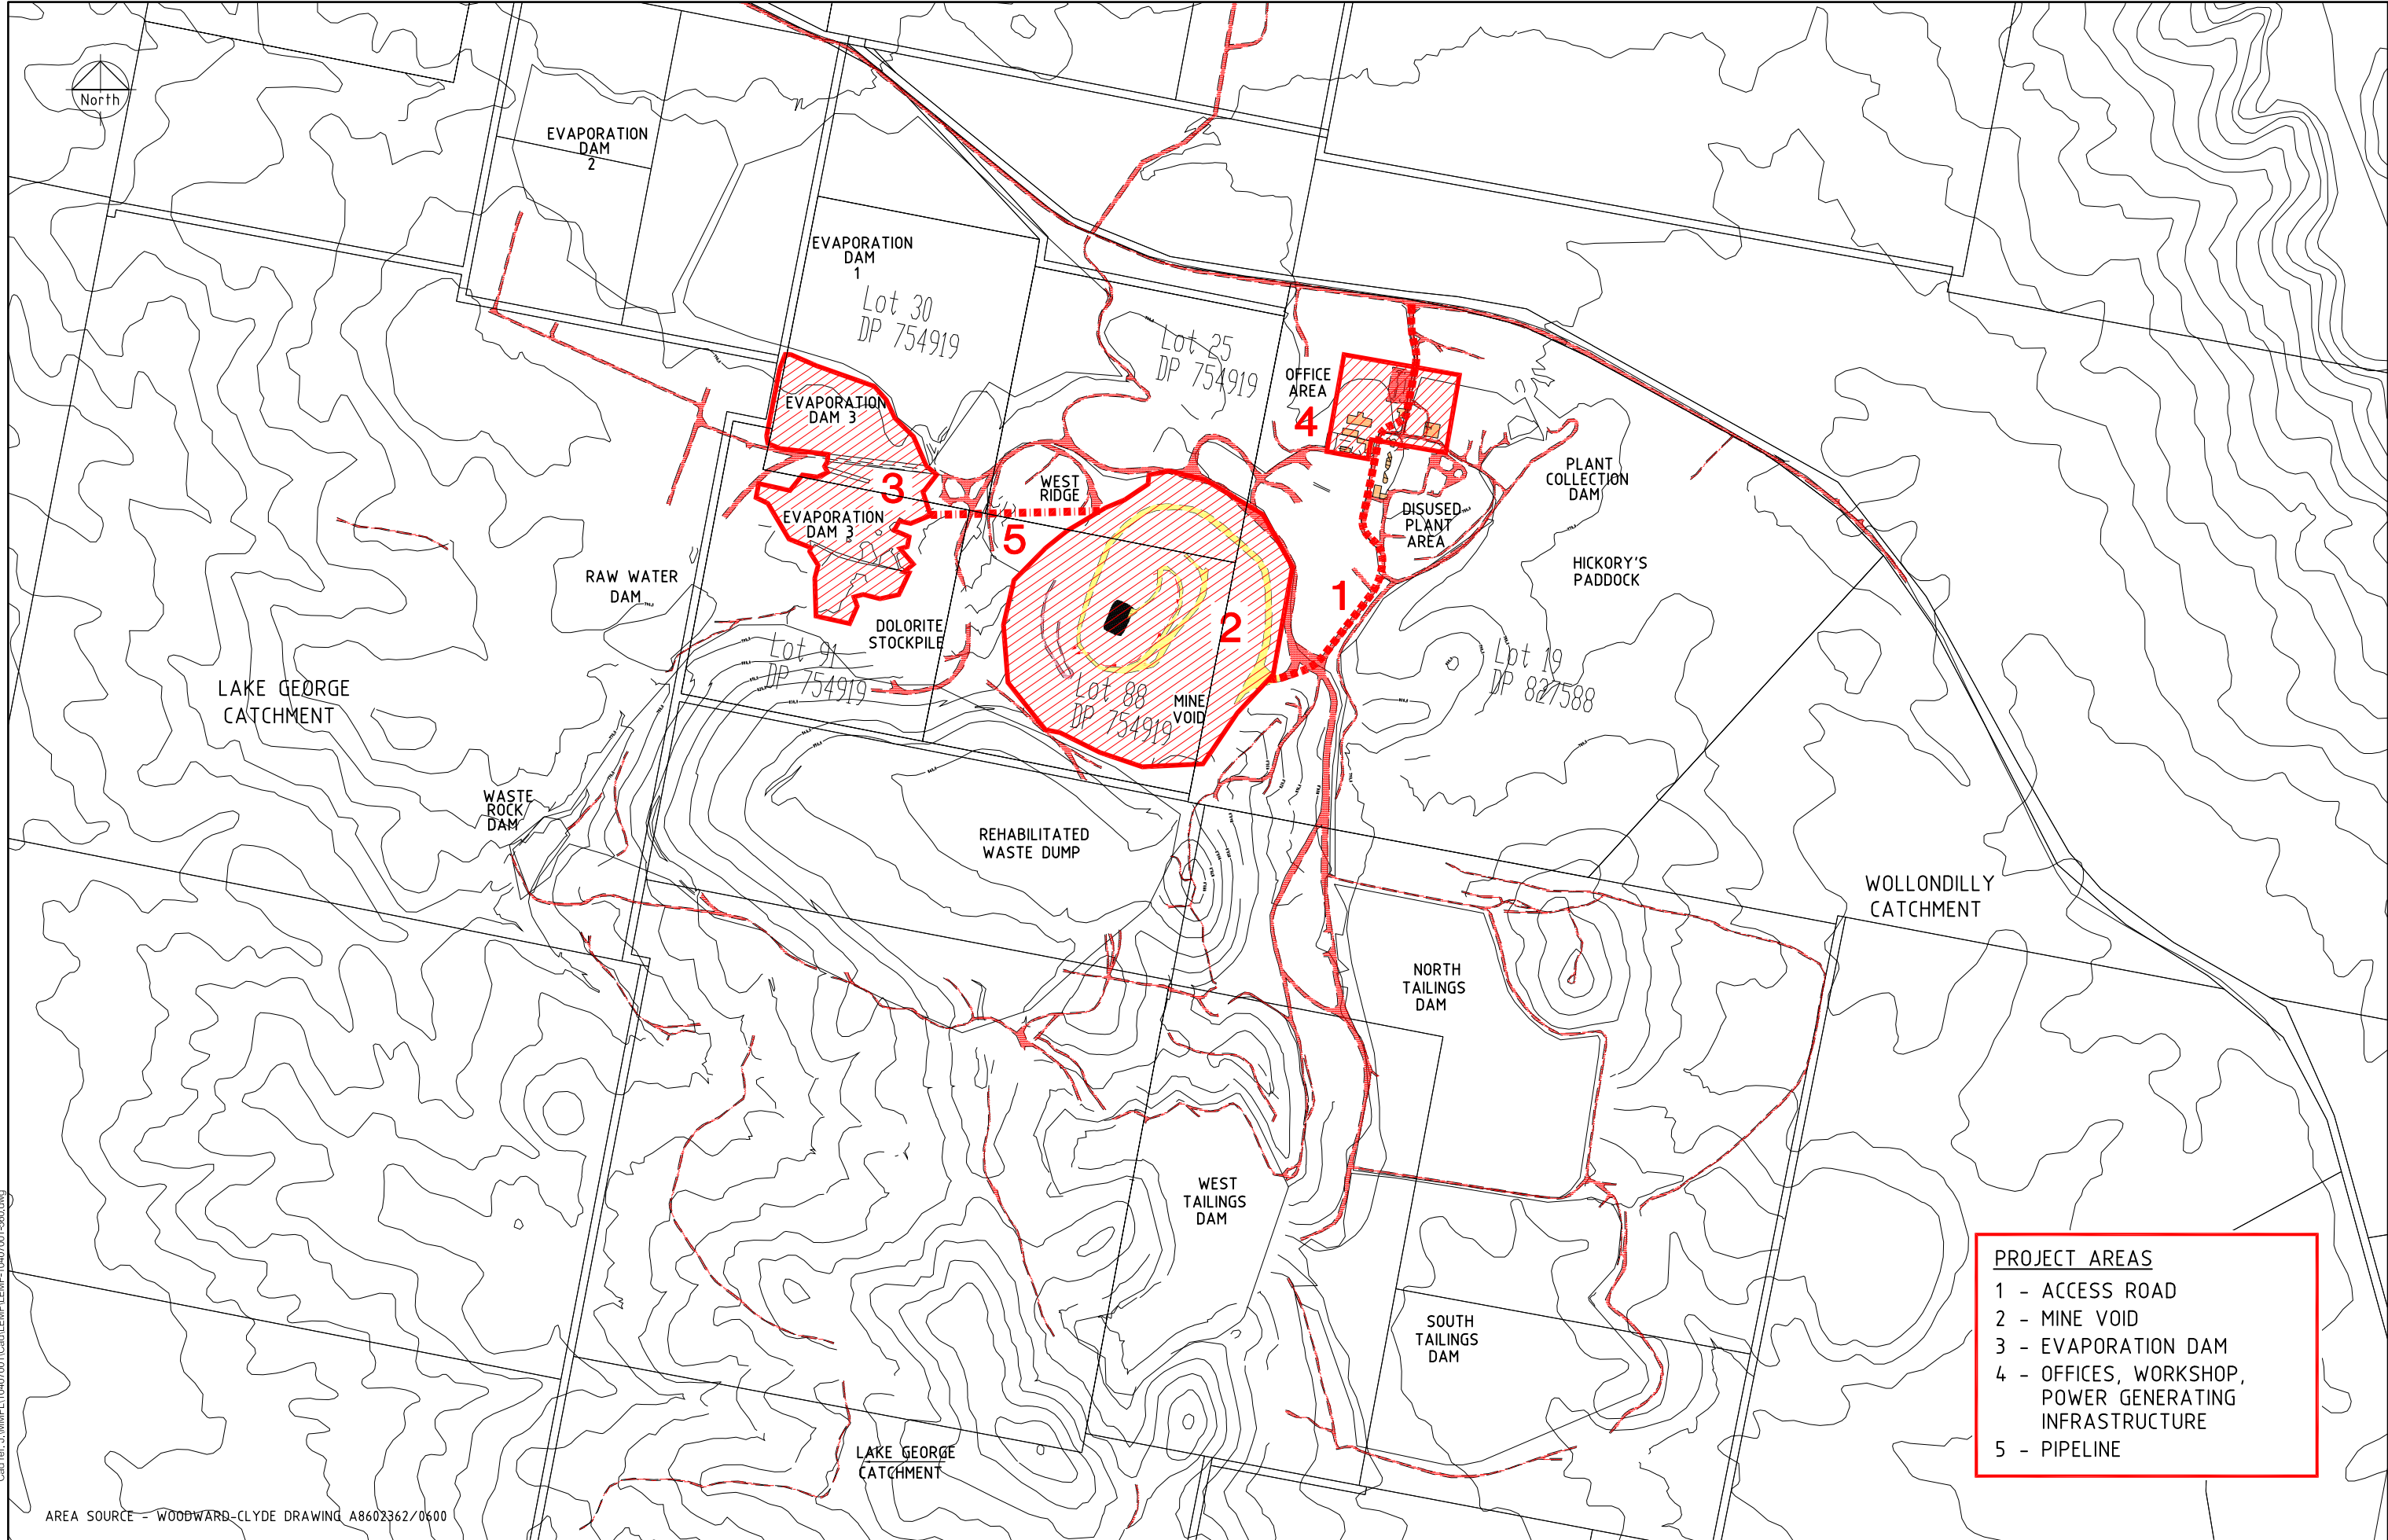 North
EVAPORATION
DAM
2
EVAPORATION
DAM
1
Lot 30
DP 754919
Lot 25
DP 754919
OFFICE
AREA
4
EVAPORATION
DAM 3
3
WEST
RIDGE
PLANT
COLLECTION
DAM
EVAPORATION
DAM 3
5
DISUSED
PLANT
AREA
RAW WATER
DAM
HICKORY'S
PADDOCK
1
2
DOLORITE
STOCKPILE
Lot 91
DP 754919
Lot 19
DP 827588
LAKE GEORGE
CATCHMENT
Lot 88
DP 754919
MINE
VOID
WASTE
ROCK
DAM
REHABILITATED
WASTE DUMP
WOLLONDILLY
CATCHMENT
NORTH
TAILINGS
DAM
WEST
TAILINGS
DAM
SOUTH
TAILINGS
DAM
LAKE GEORGE
CATCHMENT
PROJECT AREAS
1 - ACCESS ROAD
2 - MINE VOID
3 - EVAPORATION DAM
4 - OFFICES, WORKSHOP,
POWER GENERATING
INFRASTRUCTURE
5 - PIPELINE
AREA SOURCE - WOODWARD-CLYDE DRAWING A8602362/0600